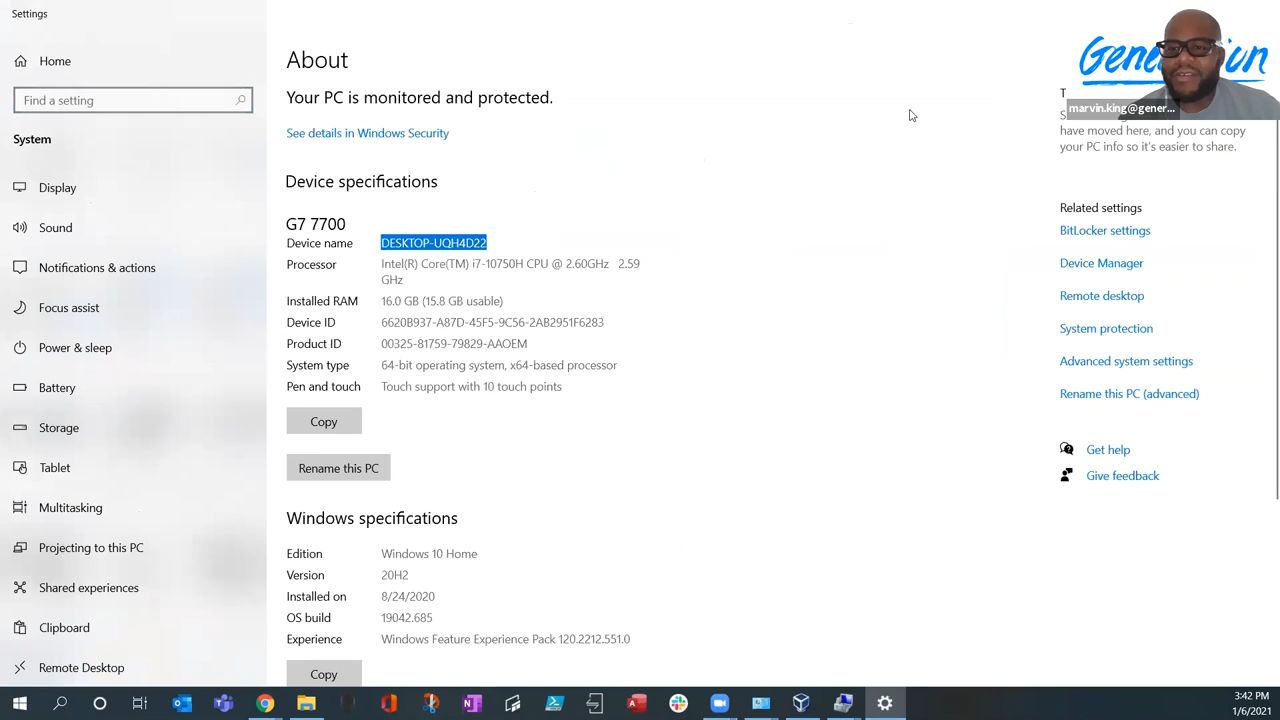 Settings
Home
Find a setting
System
Display
Sound
Notifications & actions
Focus assist
Power & sleep
Battery
Storage
Tablet
Multitasking
Projecting to this PC
Shared experiences
Clipboard
Remote Desktop
About
Your PC is monitored and protected.
See details in Windows Security
Device specifications
G7 7700
Device name DESKTOP-UQH4D22
Processor Intel(R) Core(TM) i7-10750H CPU @ 2.60GHz 2.59
GHz
Installed RAM 16.0 GB (15.8 GB usable)
Device ID 6620B937-A87D-45F5-9C56-2AB2951F6283
Product ID 00325-81759-79829-AAOEM
System type 64-bit operating system, x64-based processor
Pen and touch Touch support with 10 touch points
Copy
Rename this PC
Windows specifications
Edition Windows 10 Home
Version 20H2
Installed on 8/24/2020
OS build 19042.685
Experience Windows Feature Experience Pack 120.2212.551.0
Copy
marvin.king@gener...
have moved here, and you can copy
your PC info so it's easier to share.
Related settings
BitLocker settings
Device Manager
Remote desktop
System protection
Advanced system settings
Rename this PC (advanced)
Get help
Give feedback
3:42 PM
1/6/2021